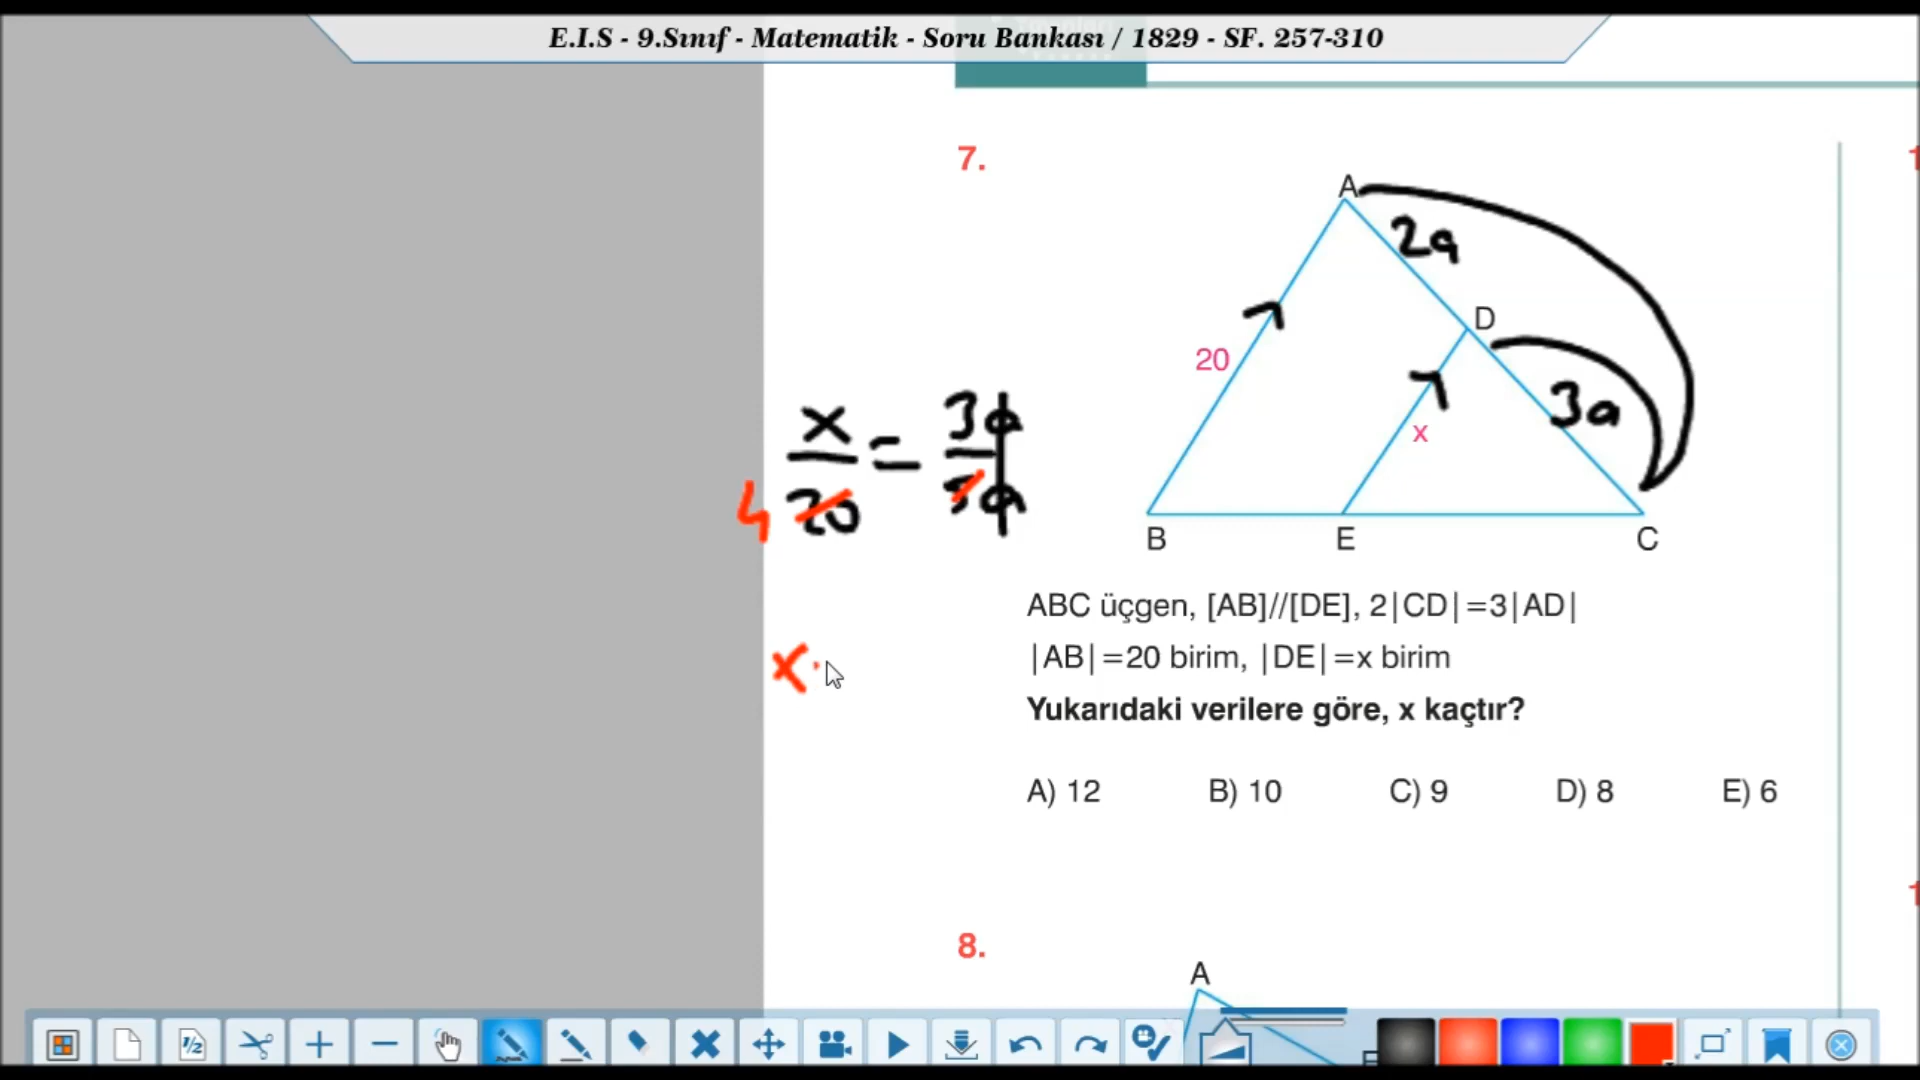 E.I.S - 9.Sınıf - Matematik - Soru Bankası / 1829 - SF. 257-310
7.
A
2a
D
20
3a
x
B
E
C
x/20 = 3a/5a
4
x
ABC üçgen, [AB]//[DE], 2|CD|=3|AD|
|AB|=20 birim, |DE|=x birim
Yukarıdaki verilere göre, x kaçtır?
A) 12 B) 10 C) 9 D) 8 E) 6
8.
A
1/2